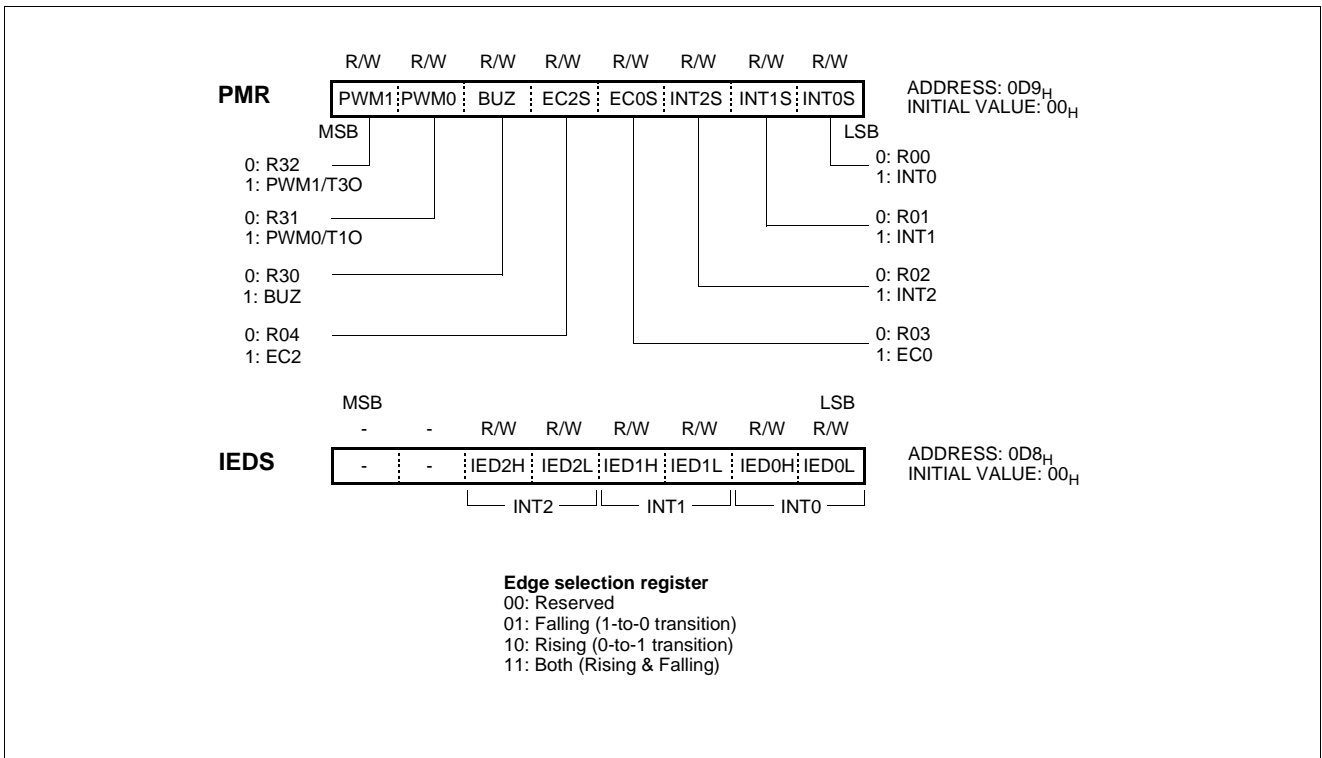 R/W R/W R/W R/W R/W R/W R/W R/W
PMR PWM1 PWM0 BUZ EC2S EC0S INT2S INT1S INT0S ADDRESS: 0D9H
INITIAL VALUE: 00H
MSB LSB
0: R32
1: PWM1/T3O
0: R31
1: PWM0/T1O
0: R30
1: BUZ
0: R04
1: EC2
0: R00
1: INT0
0: R01
1: INT1
0: R02
1: INT2
0: R03
1: EC0
MSB LSB
- - R/W R/W R/W R/W R/W R/W
IEDS - - IED2H IED2L IED1H IED1L IED0H IED0L ADDRESS: 0D8H
INITIAL VALUE: 00H
INT2 INT1 INT0
Edge selection register
00: Reserved
01: Falling (1-to-0 transition)
10: Rising (0-to-1 transition)
11: Both (Rising & Falling)